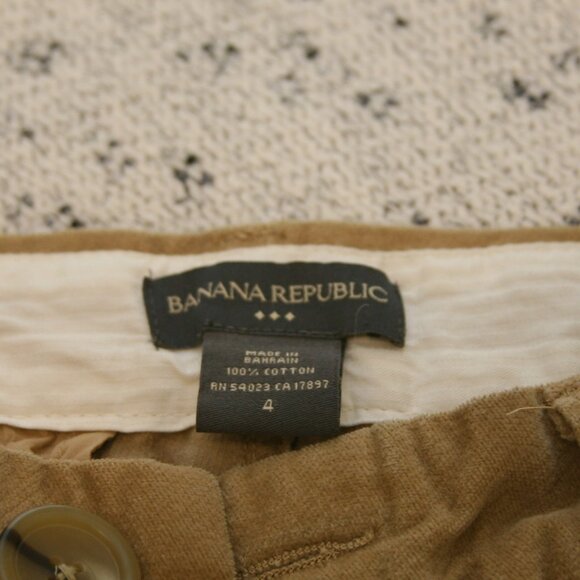 BANANA REPUBLIC
MADE IN
BAHRAIN
100% COTTON
RN 54023 CA 17897
4